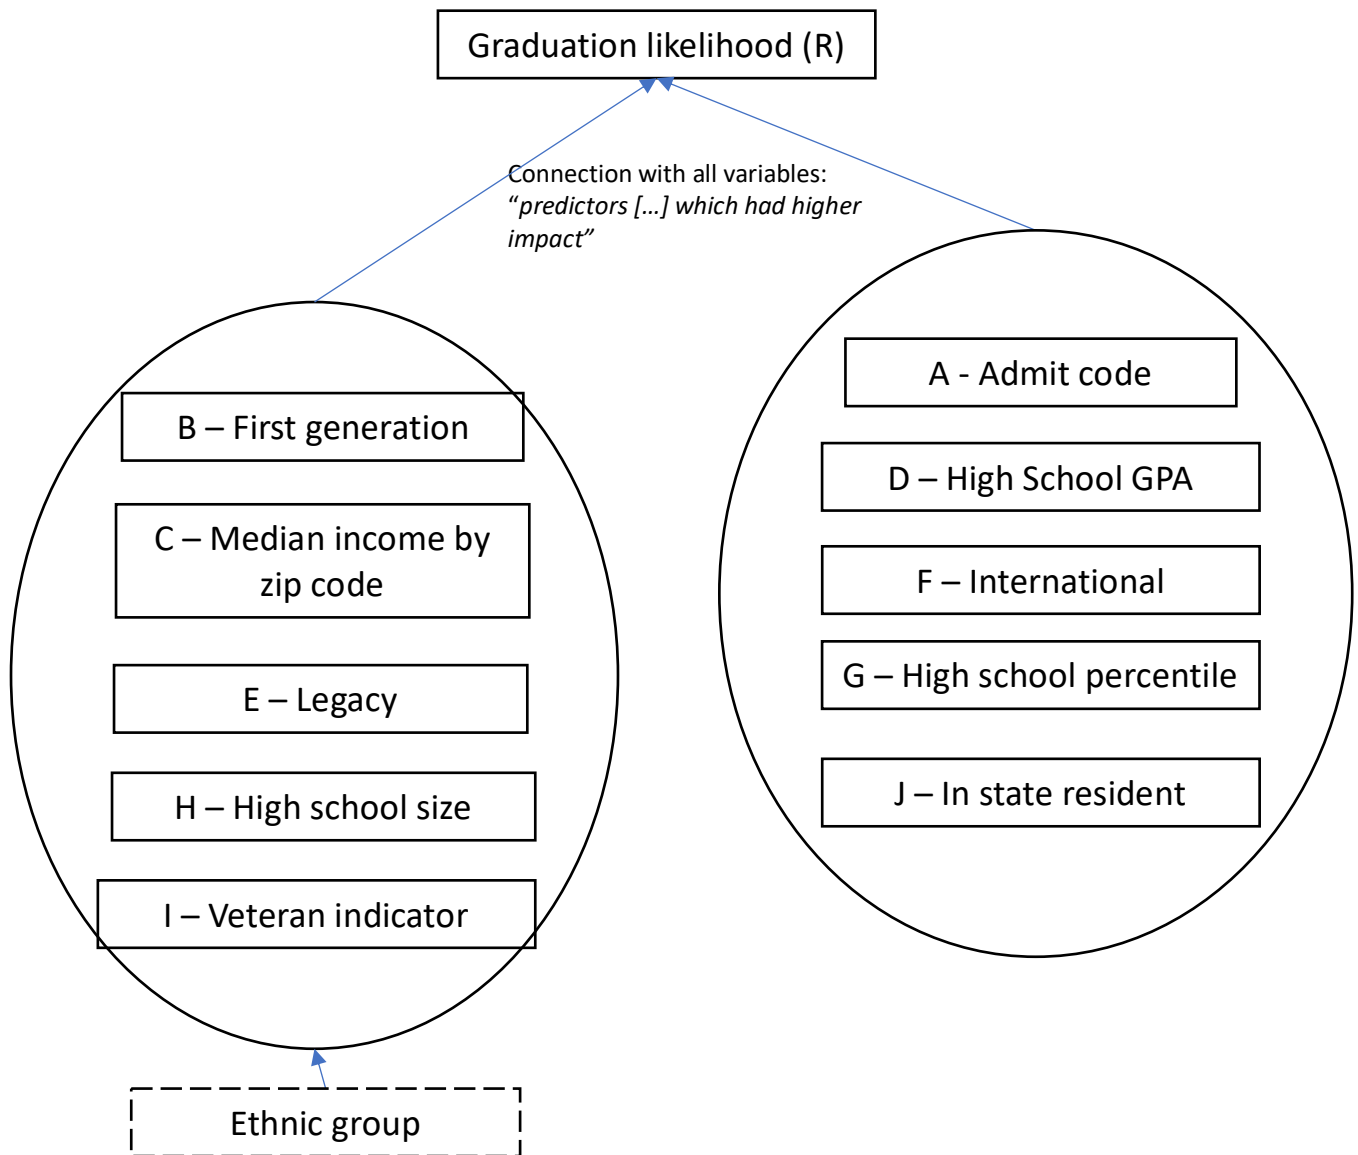 Graduation likelihood (R)
Connection with all variables:
“predictors […] which had higher
impact”
B – First generation
C – Median income by
zip code
E – Legacy
H – High school size
I – Veteran indicator
A - Admit code
D – High School GPA
F – International
G – High school percentile
J – In state resident
Ethnic group